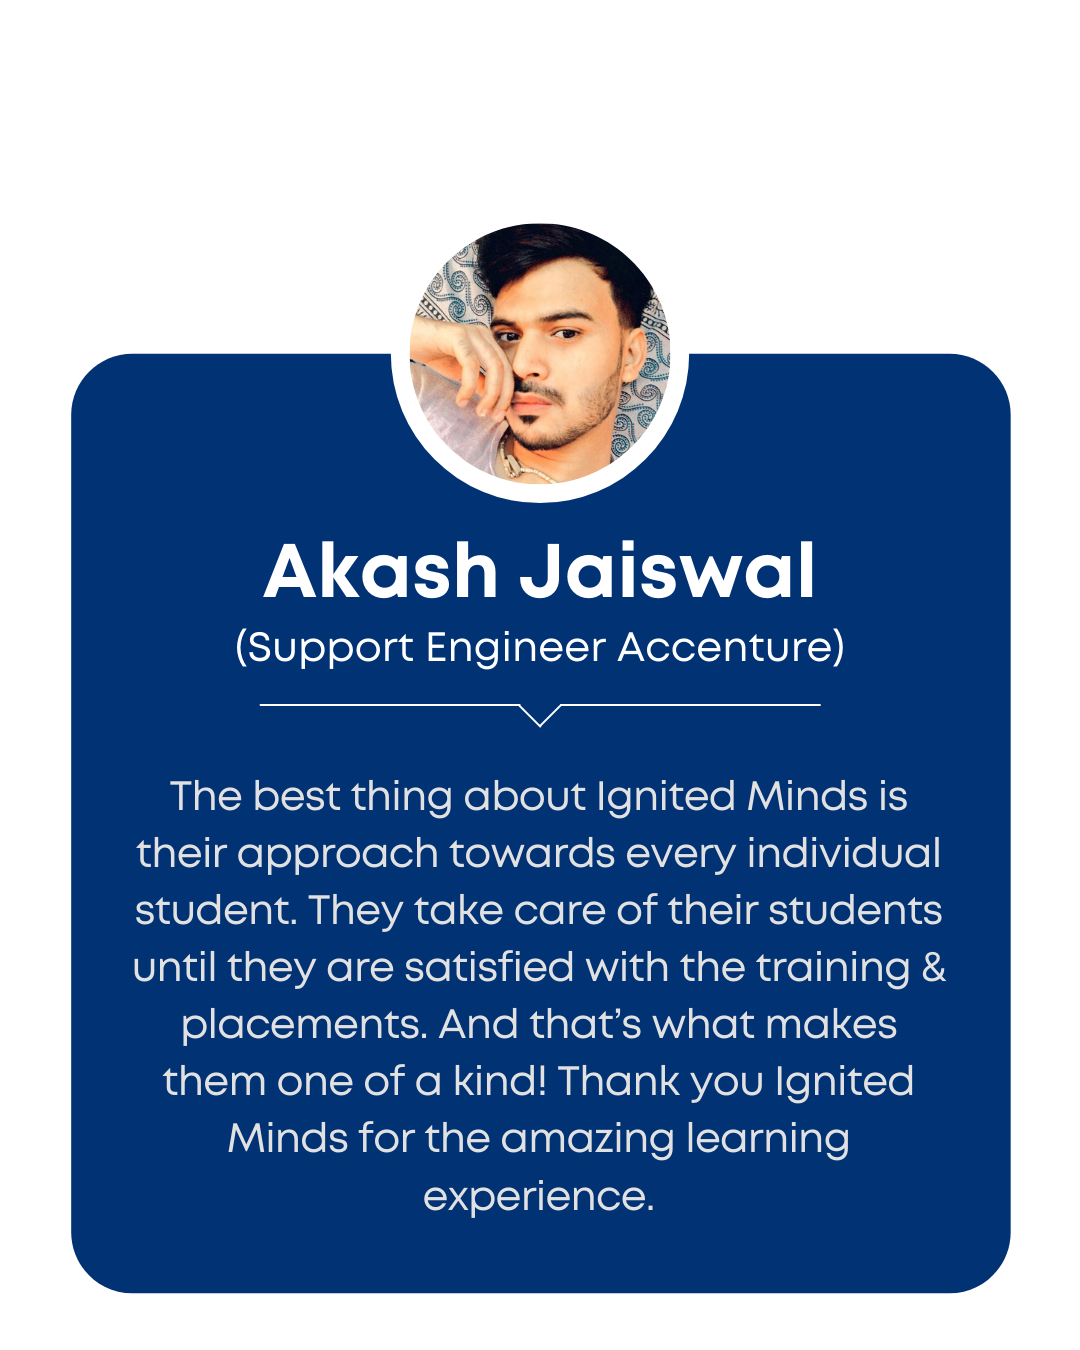 Akash Jaiswal
(Support Engineer Accenture)
The best thing about Ignited Minds is
their approach towards every individual
student. They take care of their students
until they are satisfied with the training &
placements. And that’s what makes
them one of a kind! Thank you Ignited
Minds for the amazing learning
experience.